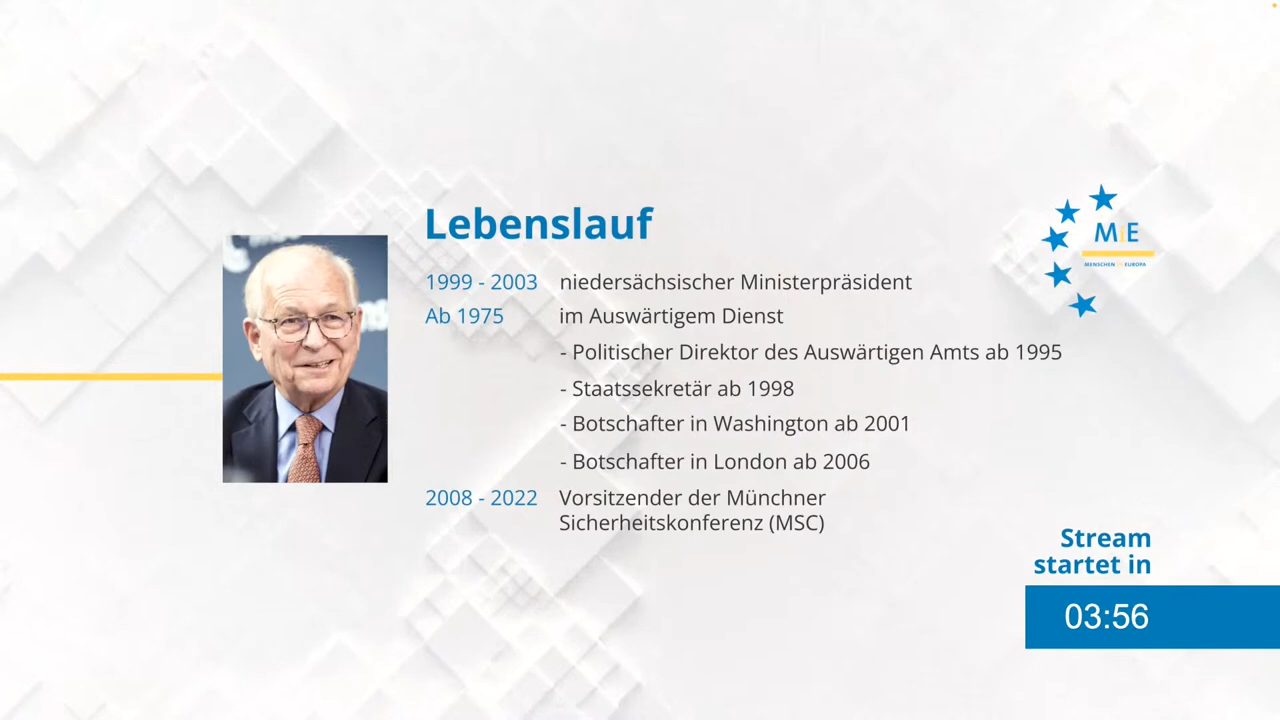 Lebenslauf
1999 - 2003 niedersächsischer Ministerpräsident
Ab 1975 im Auswärtigem Dienst
- Politischer Direktor des Auswärtigen Amts ab 1995
- Staatssekretär ab 1998
- Botschafter in Washington ab 2001
- Botschafter in London ab 2006
2008 - 2022 Vorsitzender der Münchner
Sicherheitskonferenz (MSC)
MiE
MENSCHEN IN EUROPA
Stream
startet in
03:56